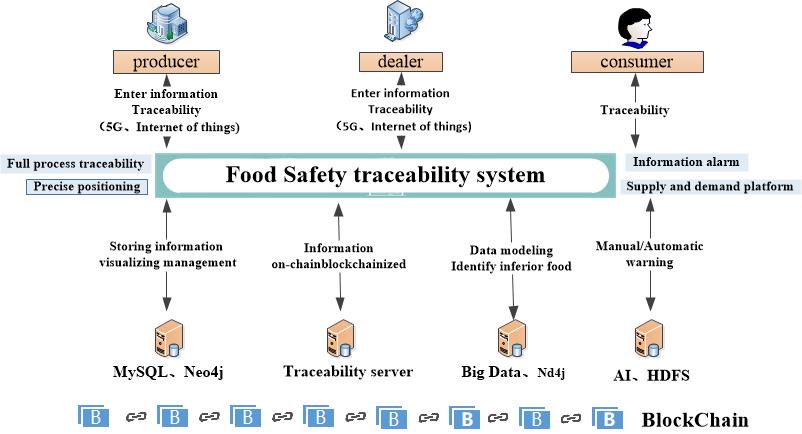 producer
dealer
consumer
Enter information
Traceability
（5G、Internet of things）
Enter information
Traceability
（5G、Internet of things）
Traceability
Full process traceability
Precise positioning
Food Safety traceability system
Information alarm
Supply and demand platform
Storing information
visualizing management
Information
on-chainblockchainized
Data modeling
Identify inferior food
Manual/Automatic
warning
MySQL、Neo4j
Traceability server
Big Data、Nd4j
AI、HDFS
B B B B B B B B
BlockChain